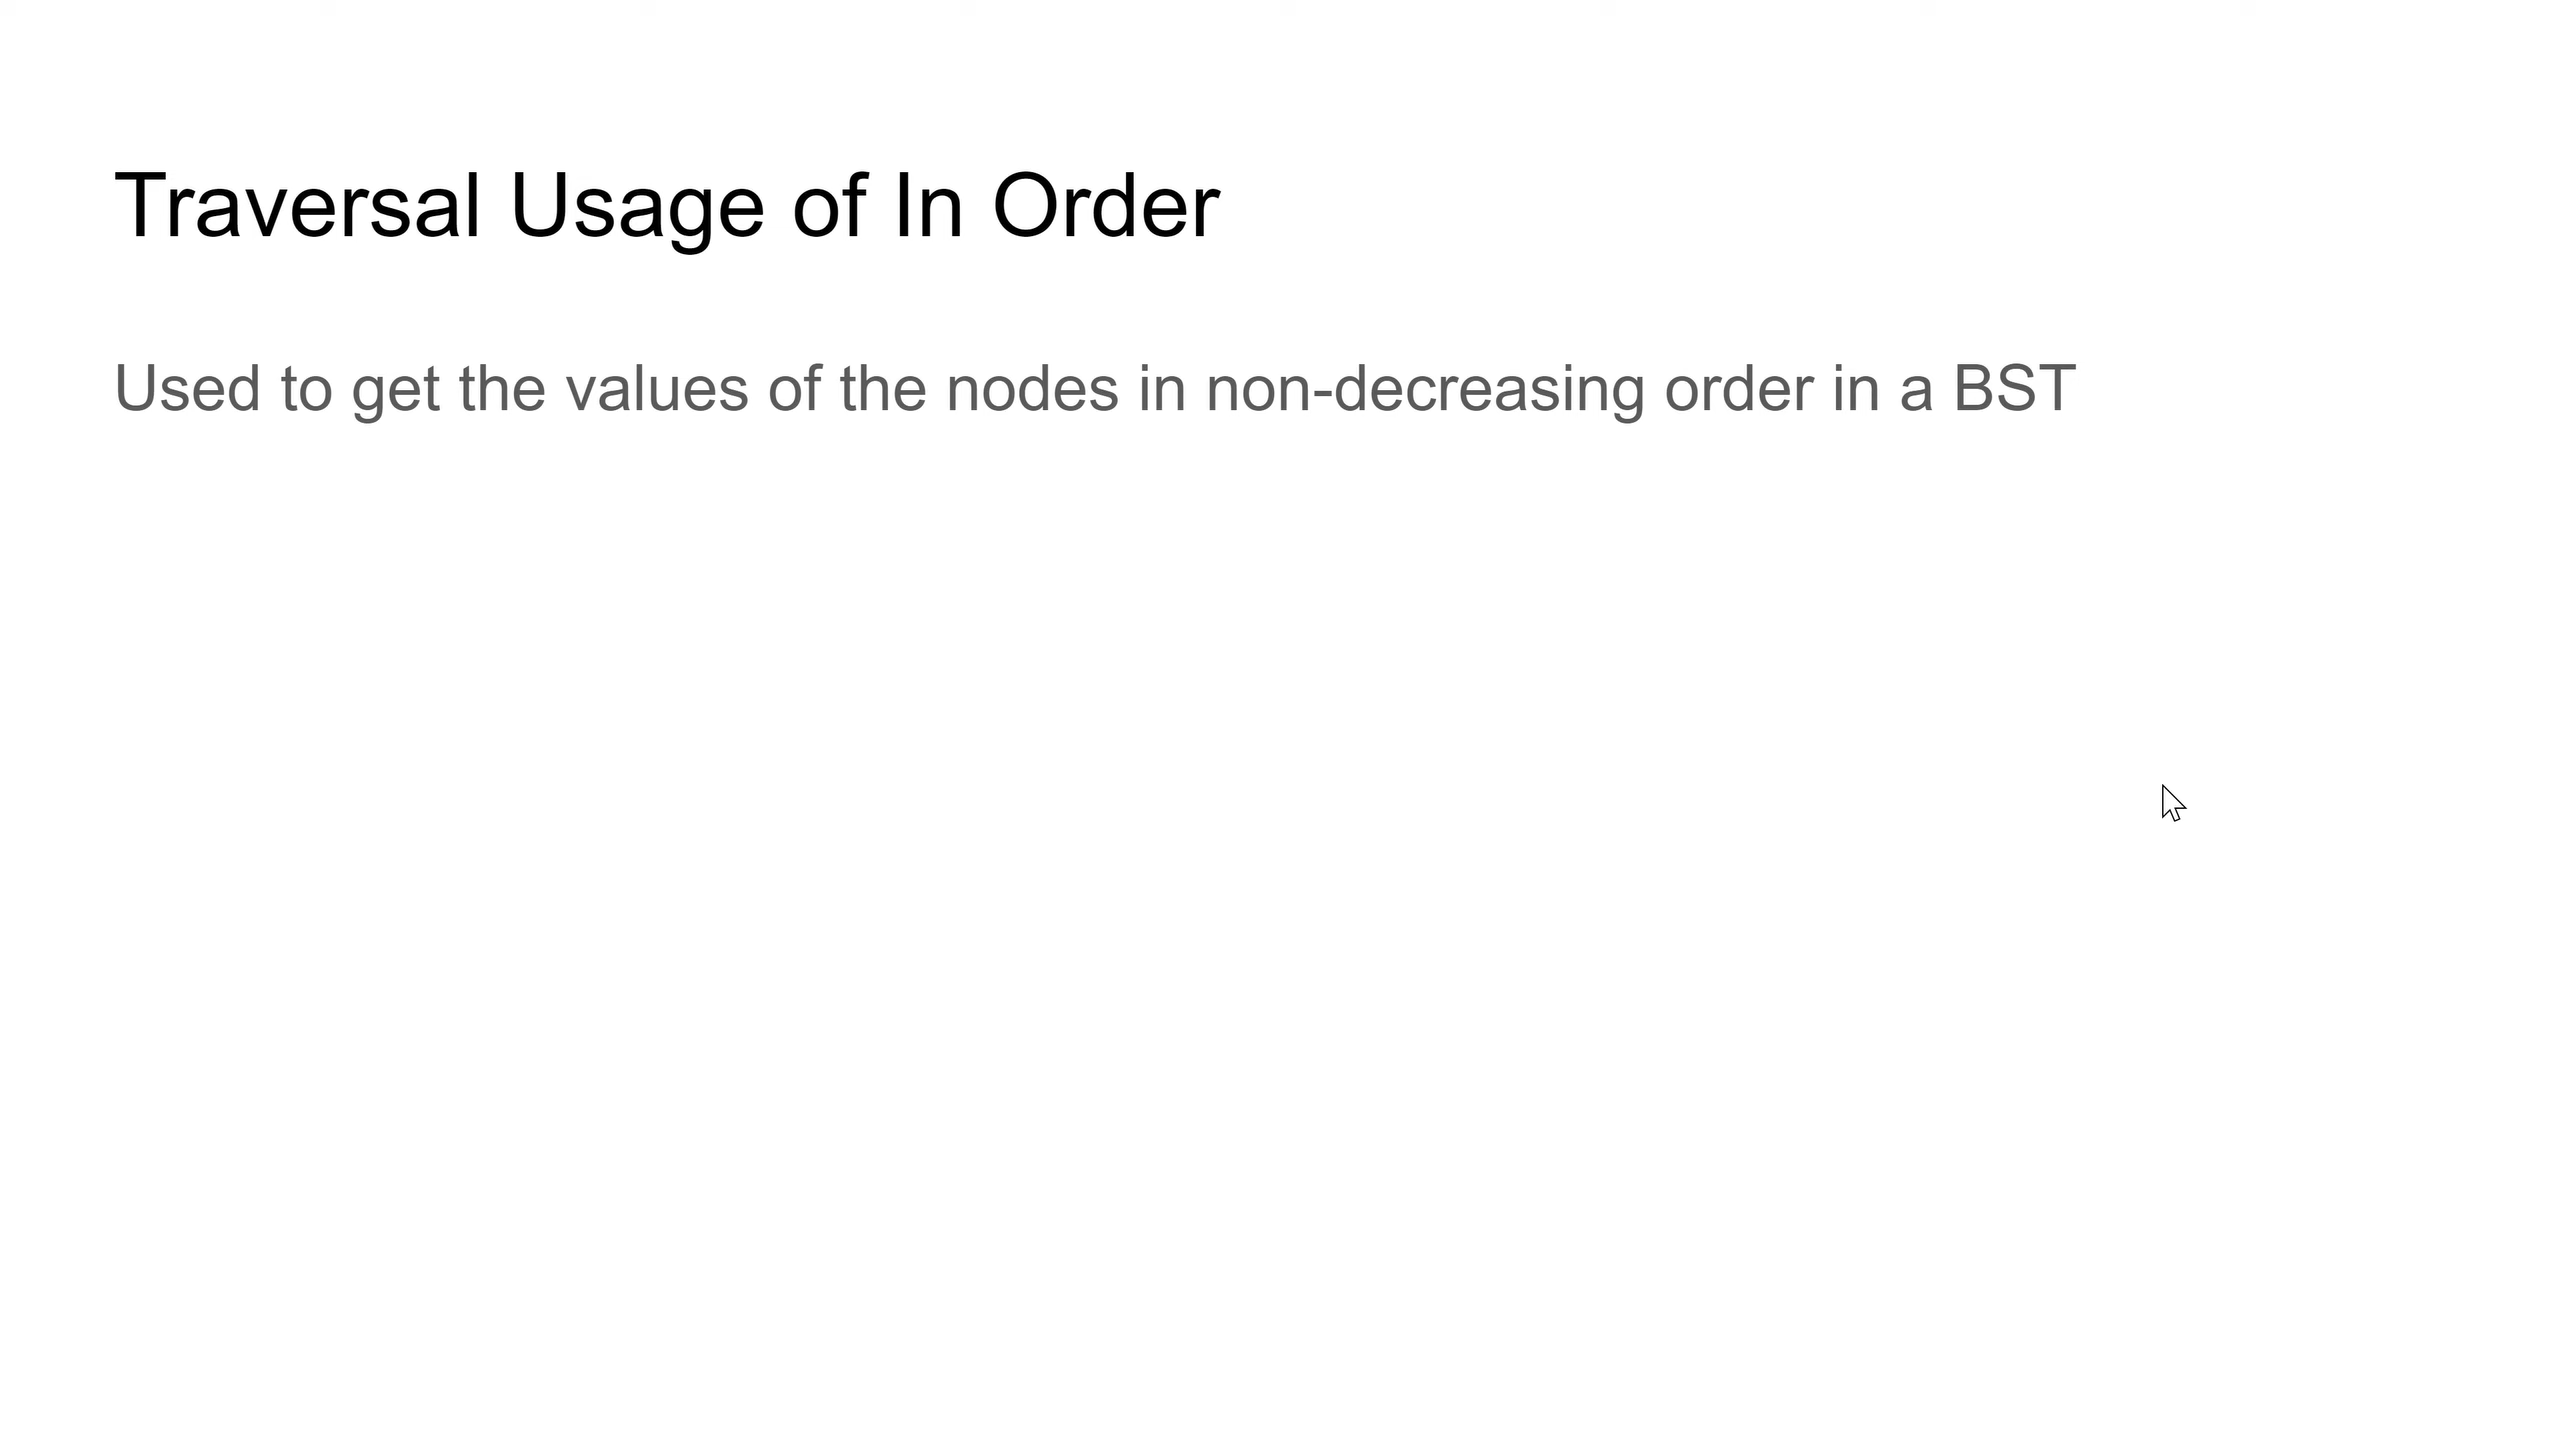 Traversal Usage of In Order
Used to get the values of the nodes in non-decreasing order in a BST